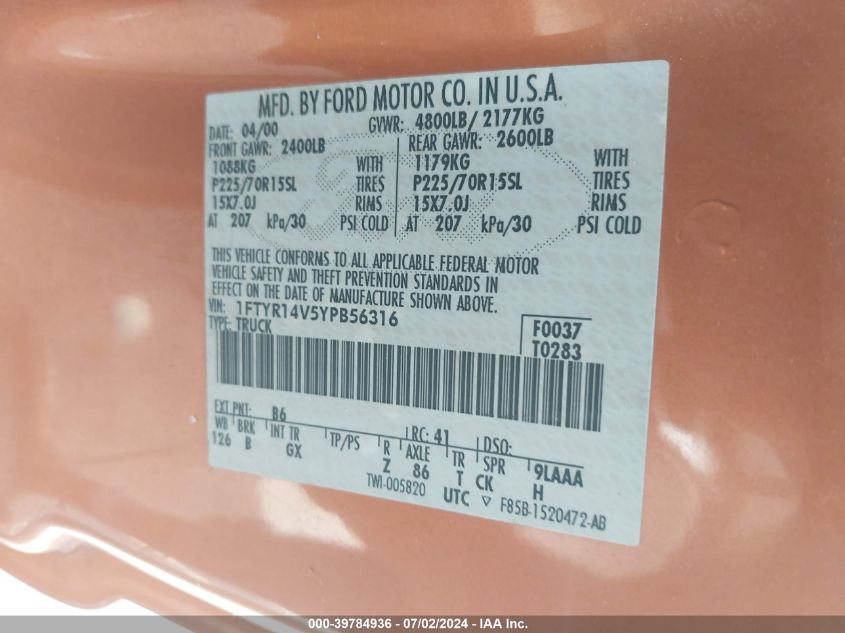 MFD. BY FORD MOTOR CO. IN U.S.A.
DATE: 04/00 GVWR: 4800LB/ 2177KG
FRONT GAWR: 2400LB REAR GAWR: 2600LB
1088KG WITH 1179KG WITH
P225/70R15SL TIRES P225/70R15SL TIRES
15X7.0J RIMS 15X7.0J RIMS
AT 207 kPa/30 PSI COLD AT 207 kPa/30 PSI COLD
THIS VEHICLE CONFORMS TO ALL APPLICABLE FEDERAL MOTOR
VEHICLE SAFETY AND THEFT PREVENTION STANDARDS IN
EFFECT ON THE DATE OF MANUFACTURE SHOWN ABOVE.
VIN: 1FTYR14V5YPB56316
TYPE: TRUCK
F0037
T0283
EXT PNT: B6 RC: 41 DSO:
WB BRK INT TR TP/PS R AXLE TR SPR 9LAAA
126 B GX Z 86 T CK H
TWI-005820 UTC F85B-1520472-AB
000-39784936 / 07/02/2024 - IAA Inc.